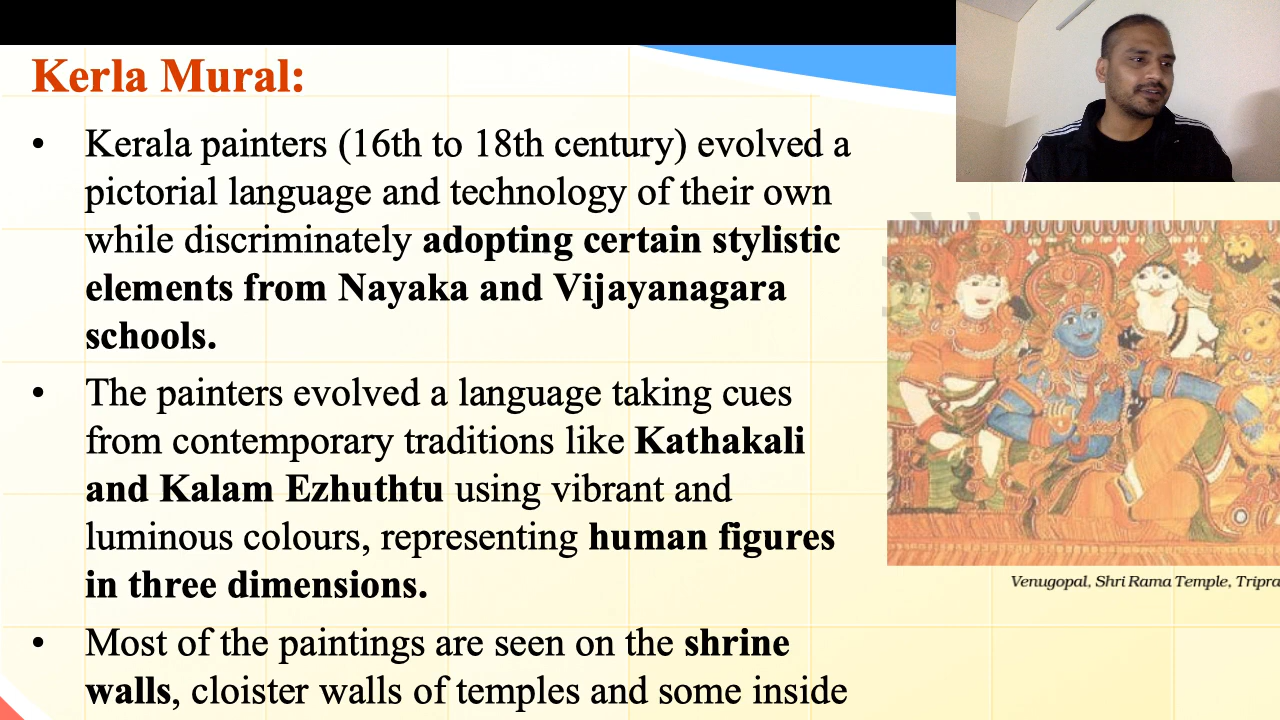 Kerla Mural:
• Kerala painters (16th to 18th century) evolved a
pictorial language and technology of their own
while discriminately adopting certain stylistic
elements from Nayaka and Vijayanagara
schools.
• The painters evolved a language taking cues
from contemporary traditions like Kathakali
and Kalam Ezhuthtu using vibrant and
luminous colours, representing human figures
in three dimensions.
• Most of the paintings are seen on the shrine
walls, cloister walls of temples and some inside
Venugopal, Shri Rama Temple, Tripra